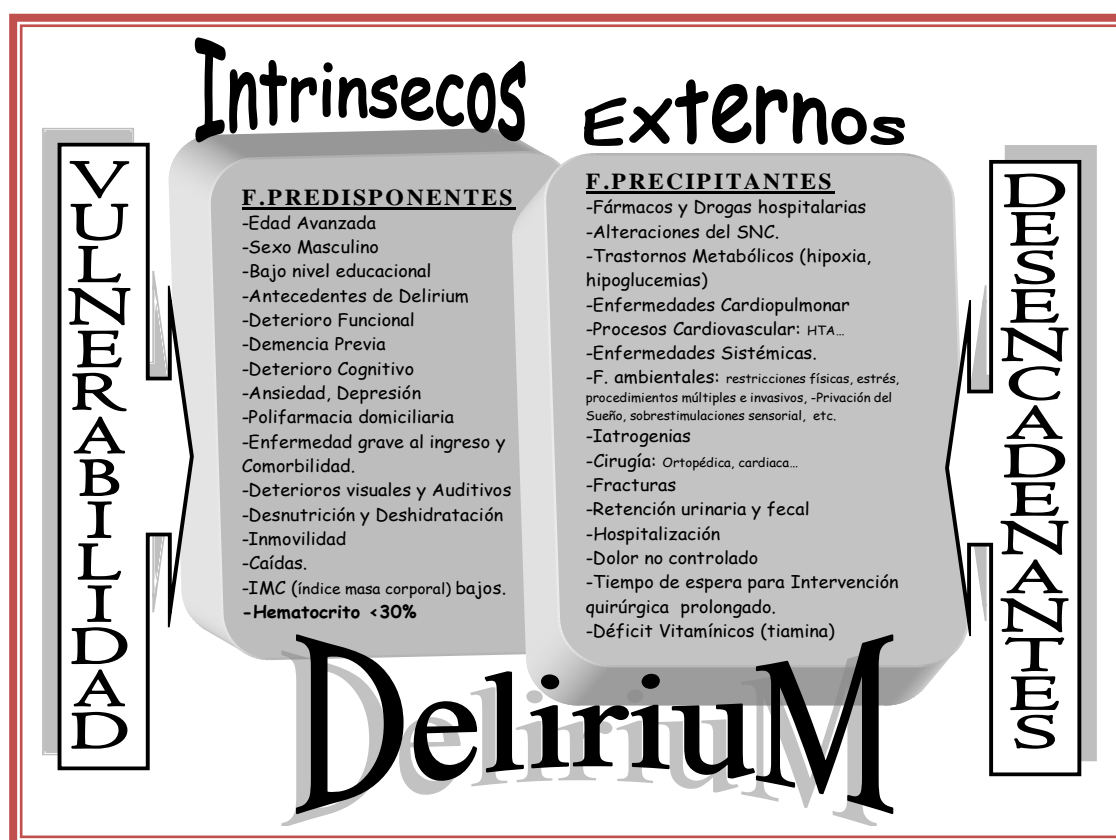 Intrinsecos
Externos
VULNERABILIDAD
F.PREDISPONENTES
-Edad Avanzada
-Sexo Masculino
-Bajo nivel educacional
-Antecedentes de Delirium
-Deterioro Funcional
-Demencia Previa
-Deterioro Cognitivo
-Ansiedad, Depresión
-Polifarmacia domiciliaria
-Enfermedad grave al ingreso y
Comorbilidad.
-Deterioros visuales y Auditivos
-Desnutrición y Deshidratación
-Inmovilidad
-Caídas.
-IMC (índice masa corporal) bajos.
-Hematocrito <30%
F.PRECIPITANTES
-Fármacos y Drogas hospitalarias
-Alteraciones del SNC.
-Trastornos Metabólicos (hipoxia,
hipoglucemias)
-Enfermedades Cardiopulmonar
-Procesos Cardiovascular: HTA…
-Enfermedades Sistémicas.
-F. ambientales: restricciones físicas, estrés,
procedimientos múltiples e invasivos, -Privación del
Sueño, sobrestimulaciones sensorial, etc.
-Iatrogenias
-Cirugía: Ortopédica, cardiaca…
-Fracturas
-Retención urinaria y fecal
-Hospitalización
-Dolor no controlado
-Tiempo de espera para Intervención
quirúrgica prolongado.
-Déficit Vitamínicos (tiamina)
DESENCADENANTES
DeliriuM